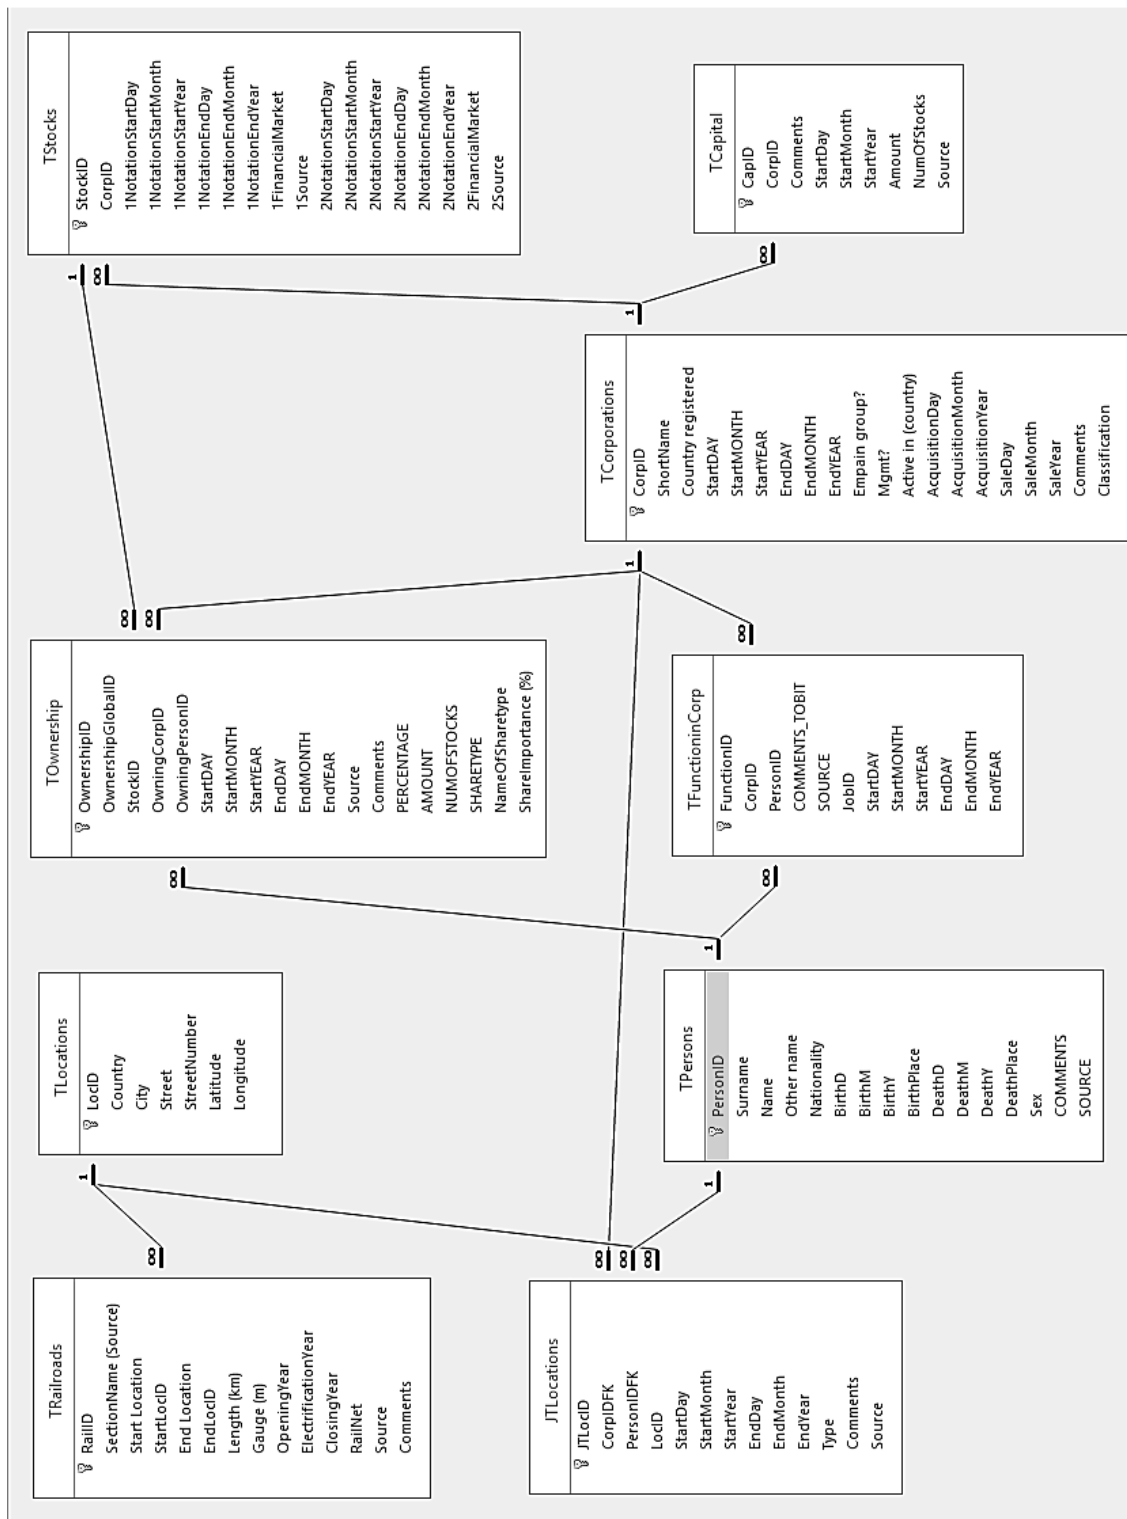 TRailroads
RailID
SectionName (Source)
Start Location
StartLocID
End Location
EndLocID
Length (km)
Gauge (m)
OpeningYear
ElectrificationYear
ClosingYear
RailNet
Source
Comments
TLocations
LocID
Country
City
Street
StreetNumber
Latitude
Longitude
TOwnership
OwnershipID
OwnershipGlobalID
StockID
OwningCorpID
OwningPersonID
StartDAY
StartMONTH
StartYEAR
EndDAY
EndMONTH
EndYEAR
Source
Comments
PERCENTAGE
AMOUNT
NUMOFSTOCKS
SHARETYPE
NameOfSharetype
ShareImportance (%)
TStocks
StockID
CorpID
1NotationStartDay
1NotationStartMonth
1NotationStartYear
1NotationEndDay
1NotationEndMonth
1NotationEndYear
1FinancialMarket
1Source
2NotationStartDay
2NotationStartMonth
2NotationStartYear
2NotationEndDay
2NotationEndMonth
2NotationEndYear
2FinancialMarket
2Source
JTLocations
JTLocID
CorpIDFK
PersonIDFK
LocID
StartDay
StartMonth
StartYear
EndDay
EndMonth
EndYear
Type
Comments
Source
TPersons
PersonID
Surname
Name
Other name
Nationality
BirthD
BirthM
BirthY
BirthPlace
DeathD
DeathM
DeathY
DeathPlace
Sex
COMMENTS
SOURCE
TFunctioninCorp
FunctionID
CorpID
PersonID
COMMENTS_TOBIT
SOURCE
JobID
StartDAY
StartMONTH
StartYEAR
EndDAY
EndMONTH
EndYEAR
TCorporations
CorpID
ShortName
Country registered
StartDAY
StartMONTH
StartYEAR
EndDAY
EndMONTH
EndYEAR
Empain group?
Mgmt?
Active in (country)
AcquisitionDay
AcquisitionMonth
AcquisitionYear
SaleDay
SaleMonth
SaleYear
Comments
Classification
TCapital
CapID
CorpID
Comments
StartDay
StartMonth
StartYear
Amount
NumOfStocks
Source
1
∞
∞
1
∞
∞
∞
1
∞
1
∞
1
∞
1
∞
∞
∞
1